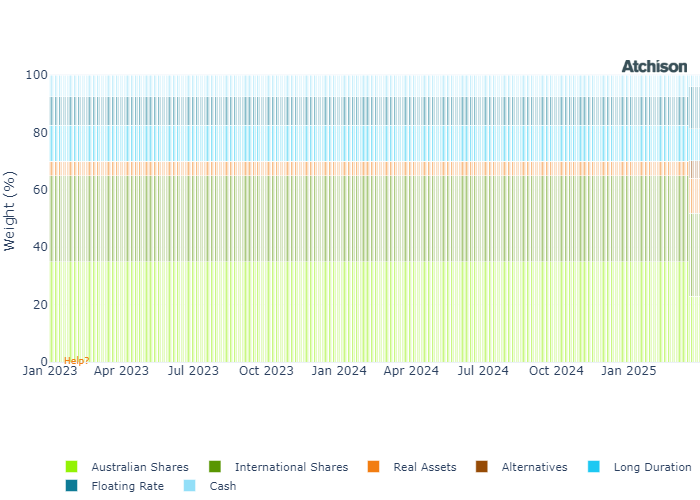 Atchison
100
80
60
40
20
0
Weight (%)
Help?
Jan 2023 Apr 2023 Jul 2023 Oct 2023 Jan 2024 Apr 2024 Jul 2024 Oct 2024 Jan 2025
Australian Shares International Shares Real Assets Alternatives Long Duration
Floating Rate Cash